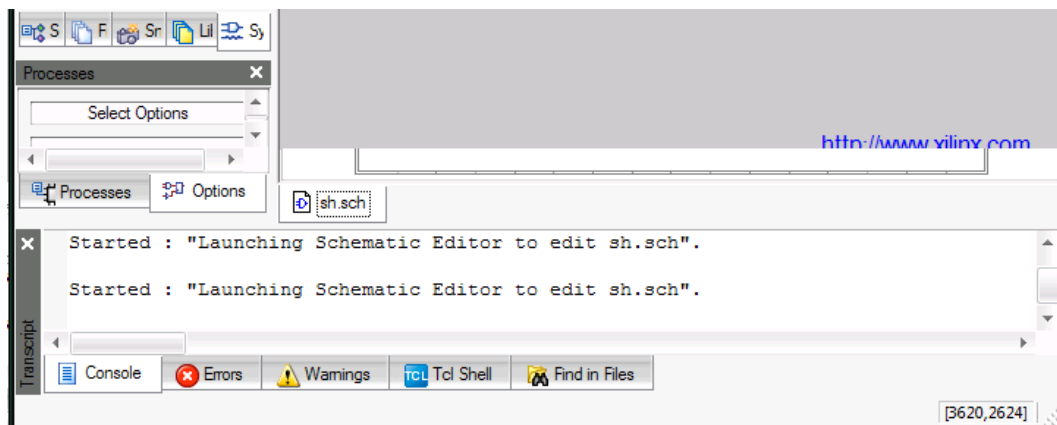 S F Sr Lil Sy
Processes
Select Options
http://www.xilinx.com
Processes Options
sh.sch
Started : "Launching Schematic Editor to edit sh.sch".
Started : "Launching Schematic Editor to edit sh.sch".
Transcript
Console Errors Warnings TCL Tcl Shell Find in Files
[3620,2624]